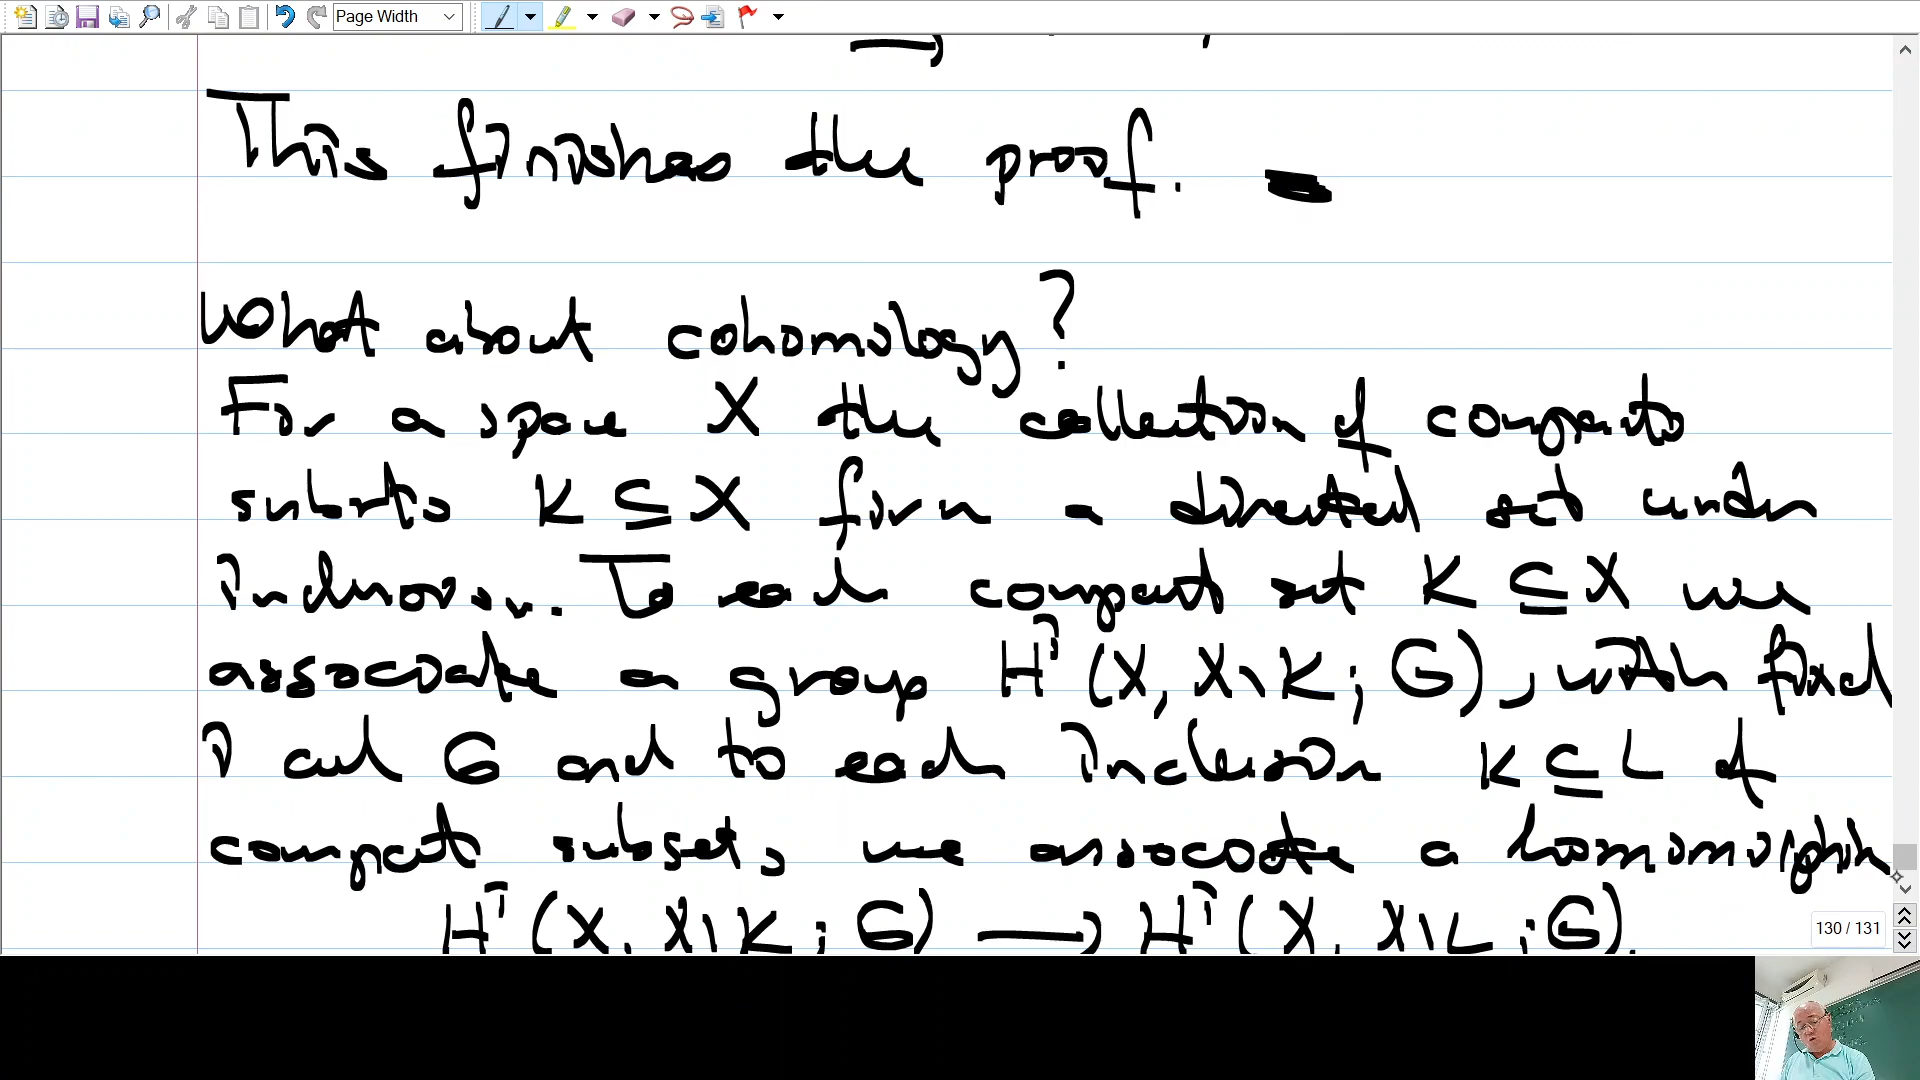 Page Width
This finishes the proof.
What about cohomology?
For a space X the collection of compact
subsets K ⊆ X form a directed set under
inclusion. To each compact set K ⊆ X we
associate a group Hⁱ(X, X\K; G), with fixed
i and G and to each inclusion K ⊆ L of
compact subsets we associate a homomorphism
Hⁱ(X, X\K; G) ⟶ Hⁱ(X, X\L; G).
130 / 131